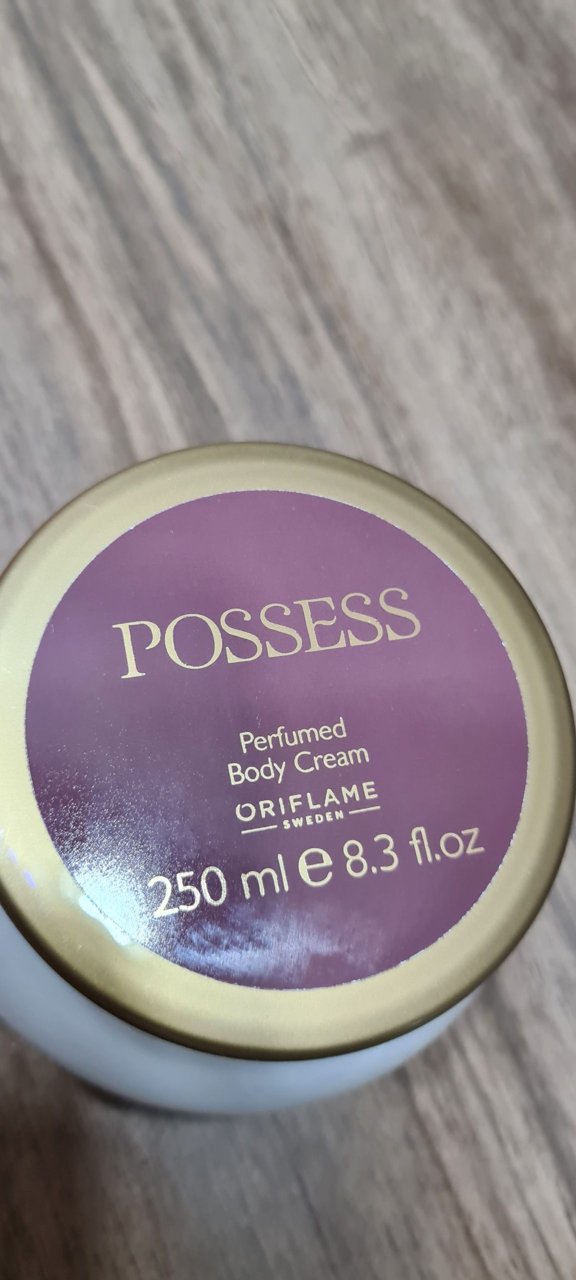 POSSESS
Perfumed
Body Cream
ORIFLAME
SWEDEN
250 ml e 8.3 fl.oz